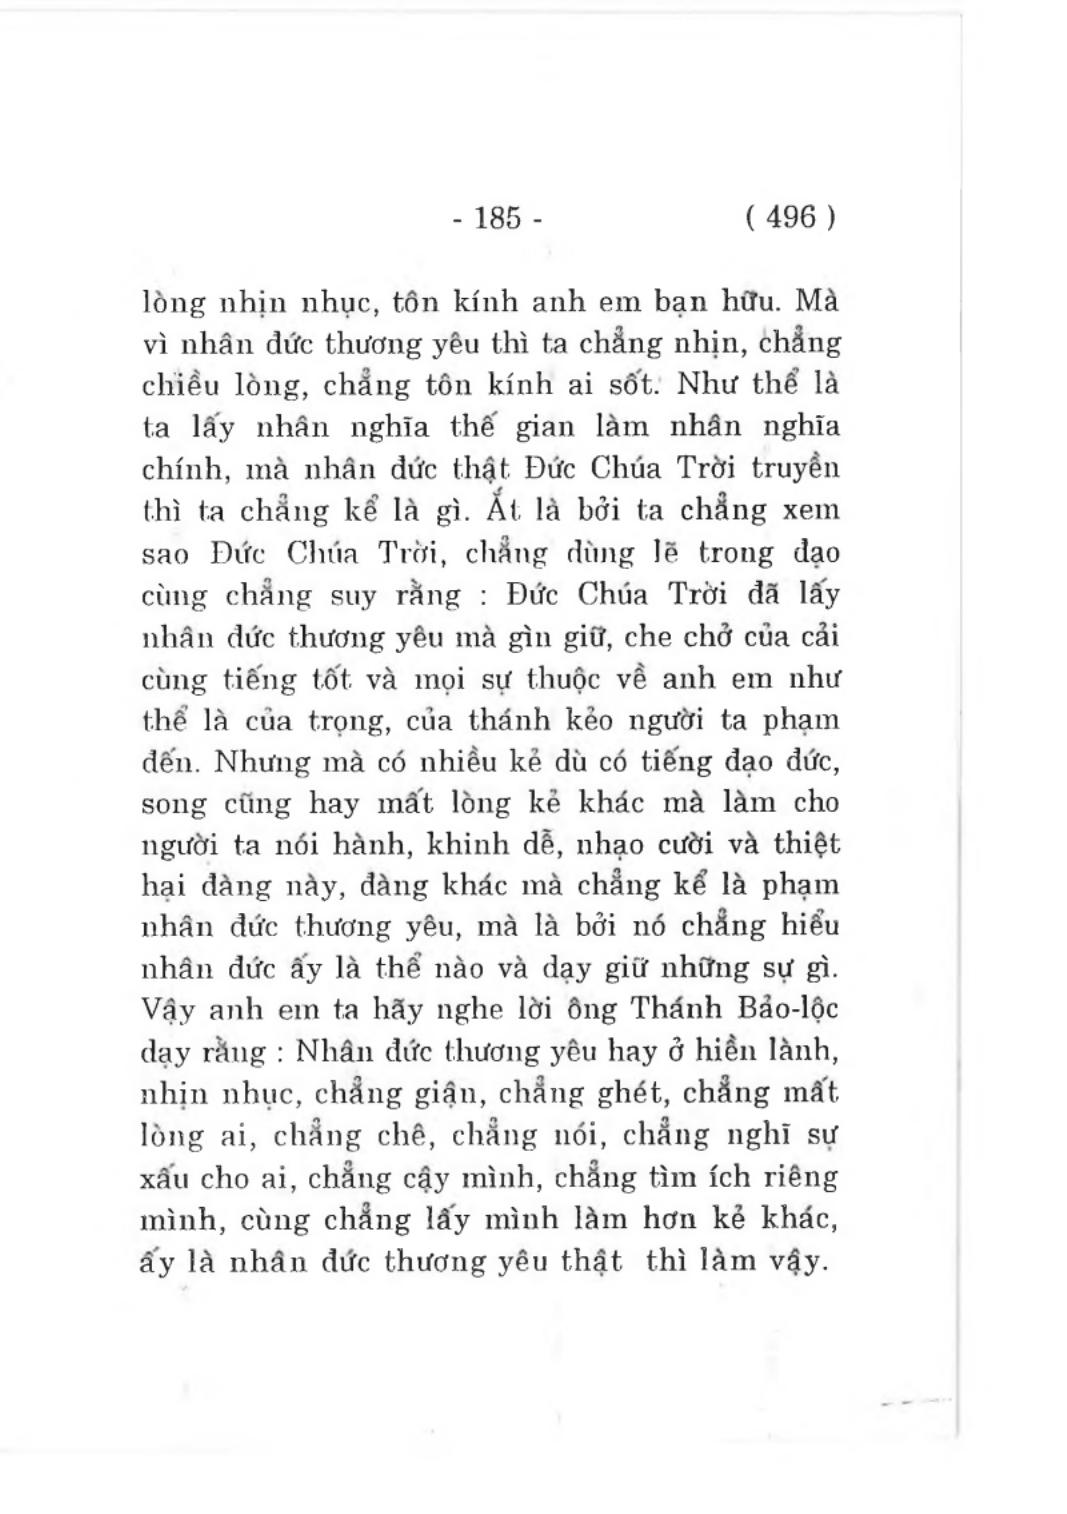 - 185 - ( 496 )
lòng nhịn nhục, tôn kính anh em bạn hữu. Mà
vì nhân đức thương yêu thì ta chẳng nhịn, chẳng
chiều lòng, chẳng tôn kính ai sốt. Như thể là
ta lấy nhân nghĩa thế gian làm nhân nghĩa
chính, mà nhân đức thật Đức Chúa Trời truyền
thì ta chẳng kể là gì. Ắt là bởi ta chẳng xem
sao Đức Chúa Trời, chẳng dùng lẽ trong đạo
cùng chẳng suy rằng : Đức Chúa Trời đã lấy
nhân đức thương yêu mà gìn giữ, che chở của cải
cùng tiếng tốt và mọi sự thuộc về anh em như
thể là của trọng, của thánh kẻo người ta phạm
đến. Nhưng mà có nhiều kẻ dù có tiếng đạo đức,
song cũng hay mất lòng kẻ khác mà làm cho
người ta nói hành, khinh dễ, nhạo cười và thiệt
hại đàng này, đàng khác mà chẳng kể là phạm
nhân đức thương yêu, mà là bởi nó chẳng hiểu
nhân đức ấy là thể nào và dạy giữ những sự gì.
Vậy anh em ta hãy nghe lời ông Thánh Bảo-lộc
dạy rằng : Nhân đức thương yêu hay ở hiền lành,
nhịn nhục, chẳng giận, chẳng ghét, chẳng mất
lòng ai, chẳng chê, chẳng nói, chẳng nghĩ sự
xấu cho ai, chẳng cậy mình, chẳng tìm ích riêng
mình, cùng chẳng lấy mình làm hơn kẻ khác,
ấy là nhân đức thương yêu thật thì làm vậy.